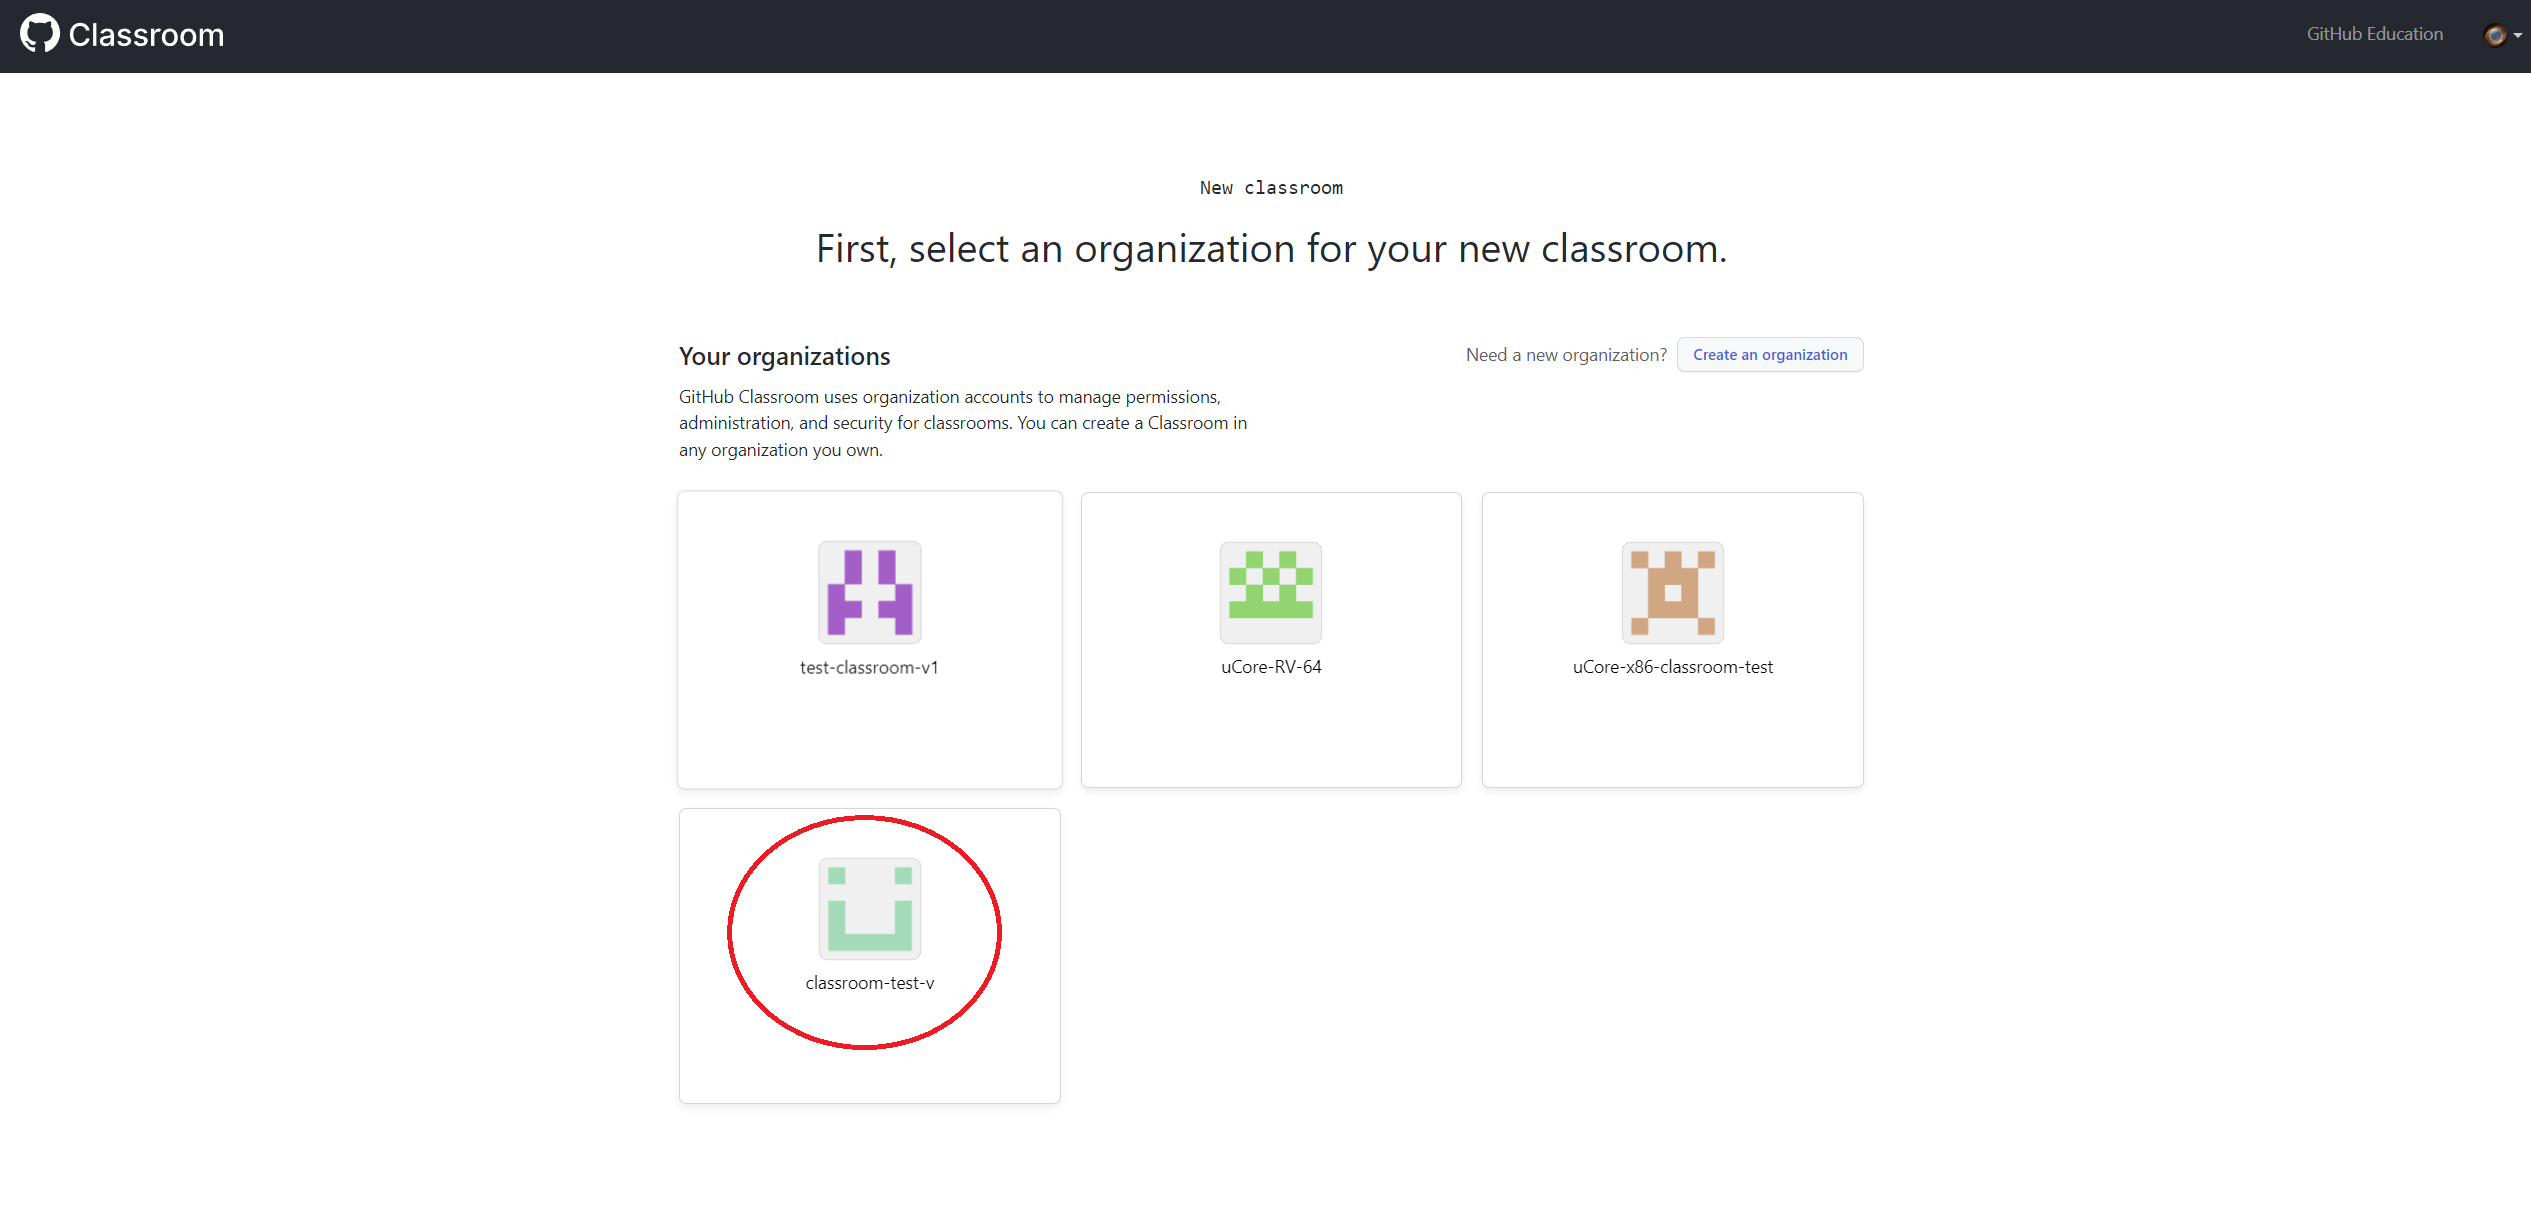 Classroom
GitHub Education
New classroom
First, select an organization for your new classroom.
Your organizations
Need a new organization?
Create an organization
GitHub Classroom uses organization accounts to manage permissions,
administration, and security for classrooms. You can create a Classroom in
any organization you own.
test-classroom-v1
uCore-RV-64
uCore-x86-classroom-test
classroom-test-v